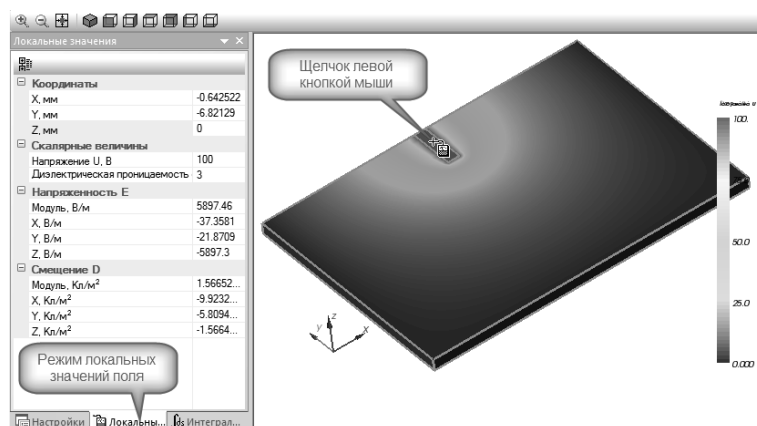 Локальные значения
Координаты
X, мм -0.642522
Y, мм -6.82129
Z, мм 0
Скалярные величины
Напряжение U, В 100
Диэлектрическая проницаемость 3
Напряженность E
Модуль, В/м 5897.46
X, В/м -37.3581
Y, В/м -21.8709
Z, В/м -5897.3
Смещение D
Модуль, Кл/м² 1.56652...
X, Кл/м² -9.9232...
Y, Кл/м² -5.8094...
Z, Кл/м² -1.5664...
Режим локальных
значений поля
Настройки Локальны... Интеграл...
Щелчок левой
кнопкой мыши
100.
50.0
25.0
0.000
z
y x